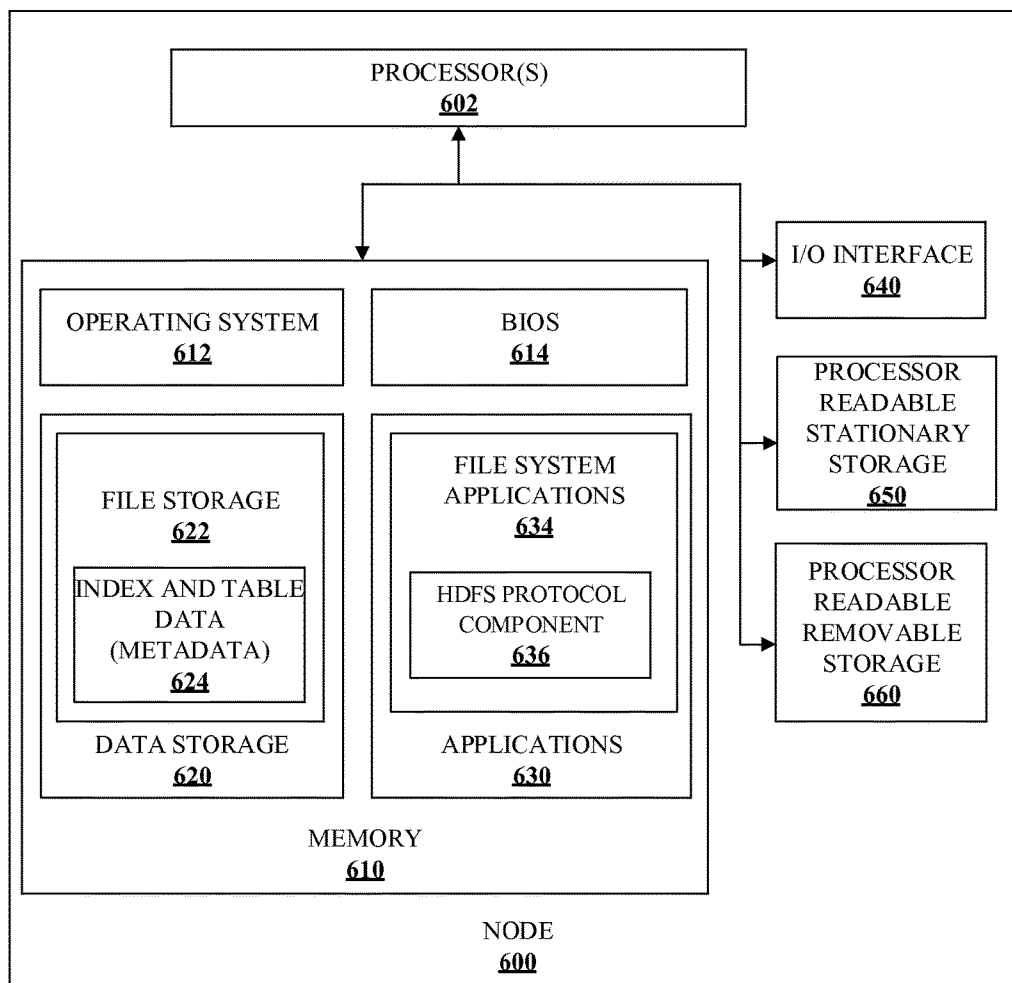 PROCESSOR(S)
602
I/O INTERFACE
640
OPERATING SYSTEM
612
BIOS
614
PROCESSOR
READABLE
STATIONARY
STORAGE
650
FILE STORAGE
622
INDEX AND TABLE
DATA
(METADATA)
624
DATA STORAGE
620
FILE SYSTEM
APPLICATIONS
634
HDFS PROTOCOL
COMPONENT
636
APPLICATIONS
630
PROCESSOR
READABLE
REMOVABLE
STORAGE
660
MEMORY
610
NODE
600